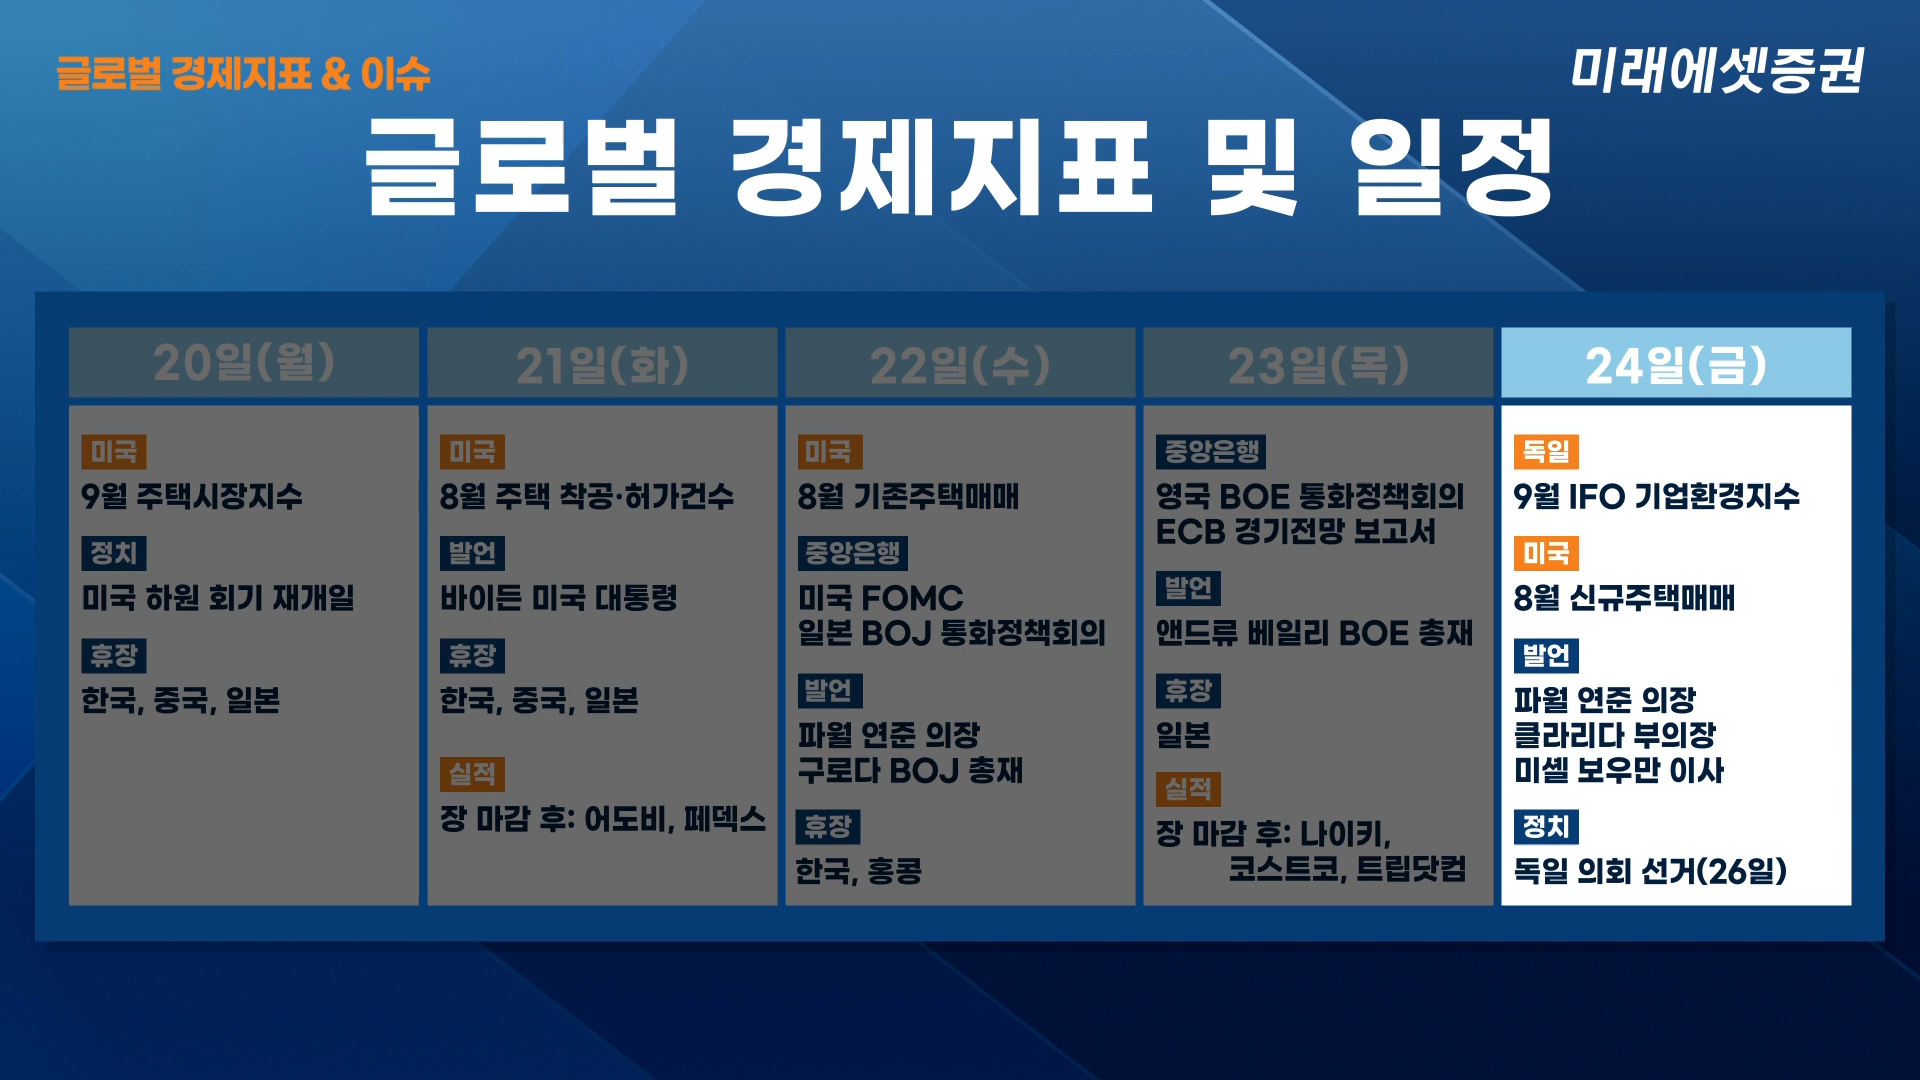 글로벌 경제지표 & 이슈
미래에셋증권
글로벌 경제지표 및 일정
20일(월)
미국
9월 주택시장지수
정치
미국 하원 회기 재개일
휴장
한국, 중국, 일본
21일(화)
미국
8월 주택 착공·허가건수
발언
바이든 미국 대통령
휴장
한국, 중국, 일본
실적
장 마감 후: 어도비, 페덱스
22일(수)
미국
8월 기존주택매매
중앙은행
미국 FOMC
일본 BOJ 통화정책회의
발언
파월 연준 의장
구로다 BOJ 총재
휴장
한국, 홍콩
23일(목)
중앙은행
영국 BOE 통화정책회의
ECB 경기전망 보고서
발언
앤드류 베일리 BOE 총재
휴장
일본
실적
장 마감 후: 나이키,
코스트코, 트립닷컴
24일(금)
독일
9월 IFO 기업환경지수
미국
8월 신규주택매매
발언
파월 연준 의장
클라리다 부의장
미셸 보우만 이사
정치
독일 의회 선거(26일)